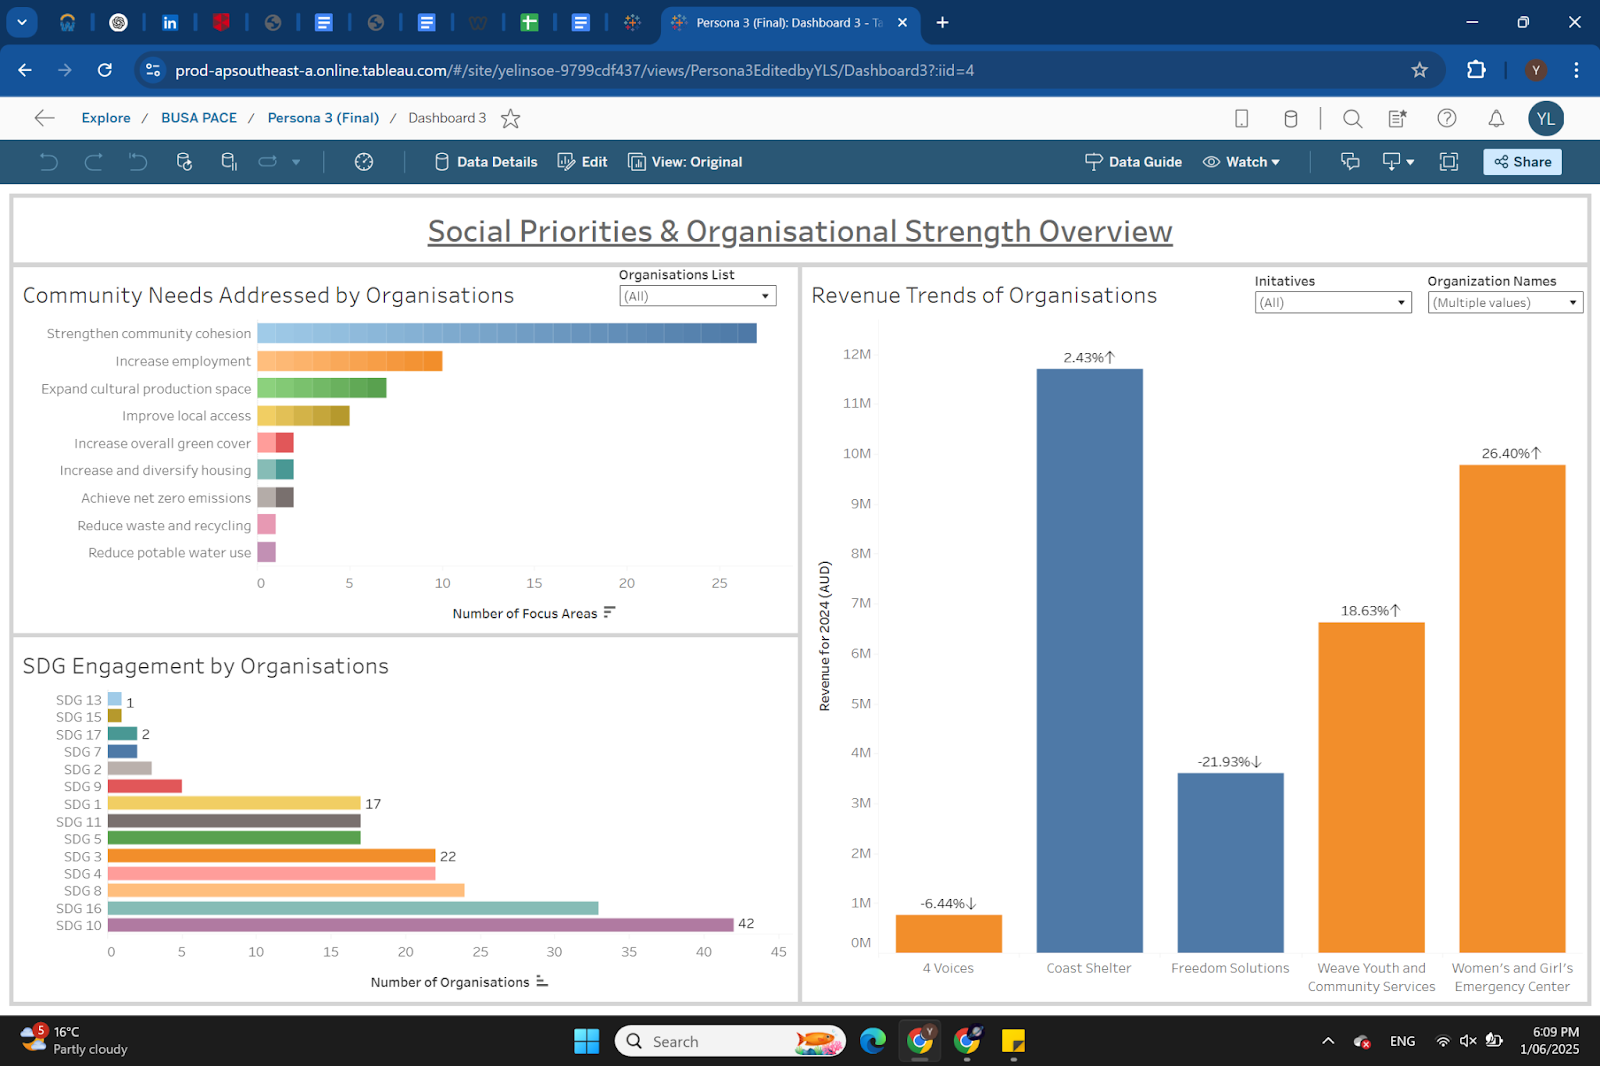 Persona 3 (Final): Dashboard 3 - Ta
prod-apsoutheast-a.online.tableau.com/#/site/yelinsoe-9799cdf437/views/Persona3EditedbyYLS/Dashboard3?:iid=4
Y
Explore / BUSA PACE / Persona 3 (Final) / Dashboard 3
YL
Data Details
Edit
View: Original
Data Guide
Watch
Share
Social Priorities & Organisational Strength Overview
Community Needs Addressed by Organisations
Organisations List
(All)
Strengthen community cohesion
Increase employment
Expand cultural production space
Improve local access
Increase overall green cover
Increase and diversify housing
Achieve net zero emissions
Reduce waste and recycling
Reduce potable water use
0 5 10 15 20 25
Number of Focus Areas
SDG Engagement by Organisations
SDG 13 1
SDG 15
SDG 17 2
SDG 7
SDG 2
SDG 9
SDG 1 17
SDG 11
SDG 5
SDG 3 22
SDG 4
SDG 8
SDG 16
SDG 10 42
0 5 10 15 20 25 30 35 40 45
Number of Organisations
Revenue Trends of Organisations
Initatives
(All)
Organization Names
(Multiple values)
Revenue for 2024 (AUD)
12M
11M
10M
9M
8M
7M
6M
5M
4M
3M
2M
1M
0M
-6.44%↓
2.43%↑
-21.93%↓
18.63%↑
26.40%↑
4 Voices
Coast Shelter
Freedom Solutions
Weave Youth and
Community Services
Women's and Girl's
Emergency Center
5
16°C
Partly cloudy
Search
Y
ENG
6:09 PM
1/06/2025